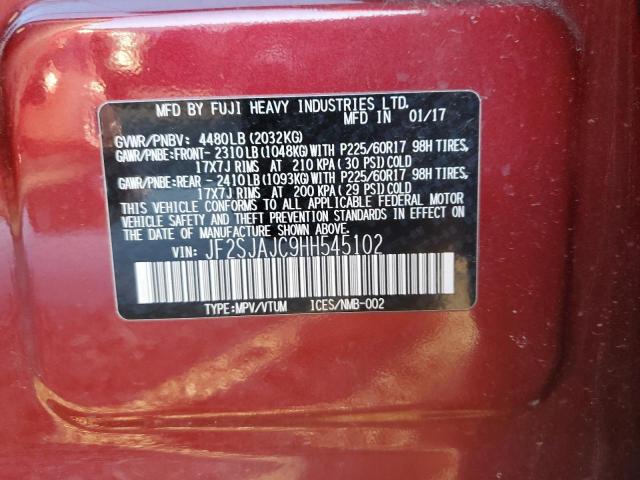 MFD BY FUJI HEAVY INDUSTRIES LTD.
MFD IN 01/17
GVWR/PNBV: 4480LB(2032KG)
GAWR/PNBE:FRONT- 2310LB(1048KG)WITH P225/60R17 98H TIRES,
17X7J RIMS AT 210 KPA(30 PSI)COLD
GAWR/PNBE:REAR - 2410LB(1093KG)WITH P225/60R17 98H TIRES,
17X7J RIMS AT 200 KPA(29 PSI)COLD
THIS VEHICLE CONFORMS TO ALL APPLICABLE FEDERAL MOTOR
VEHICLE SAFETY AND THEFT PREVENTION STANDARDS IN EFFECT ON
THE DATE OF MANUFACTURE SHOWN ABOVE.
VIN: JF2SJAJC9HH545102
TYPE:MPV/VTUM ICES/NMB-002